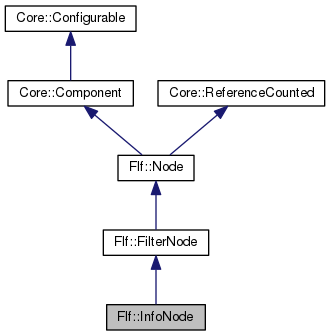 Core::Configurable
Core::Component
Core::ReferenceCounted
Flf::Node
Flf::FilterNode
Flf::InfoNode